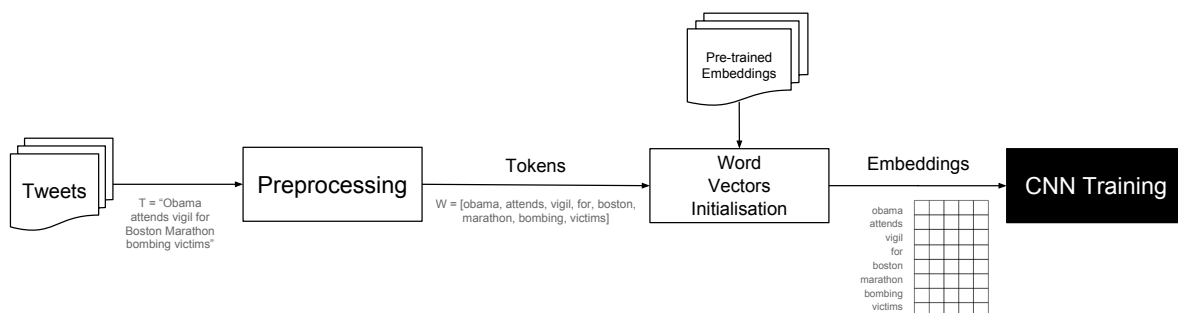 Pre-trained
Embeddings
Tweets
T = “Obama
attends vigil for
Boston Marathon
bombing victims”
Preprocessing
Tokens
W = [obama, attends, vigil, for, boston,
marathon, bombing, victims]
Word
Vectors
Initialisation
Embeddings
obama
attends
vigil
for
boston
marathon
bombing
victims
CNN Training